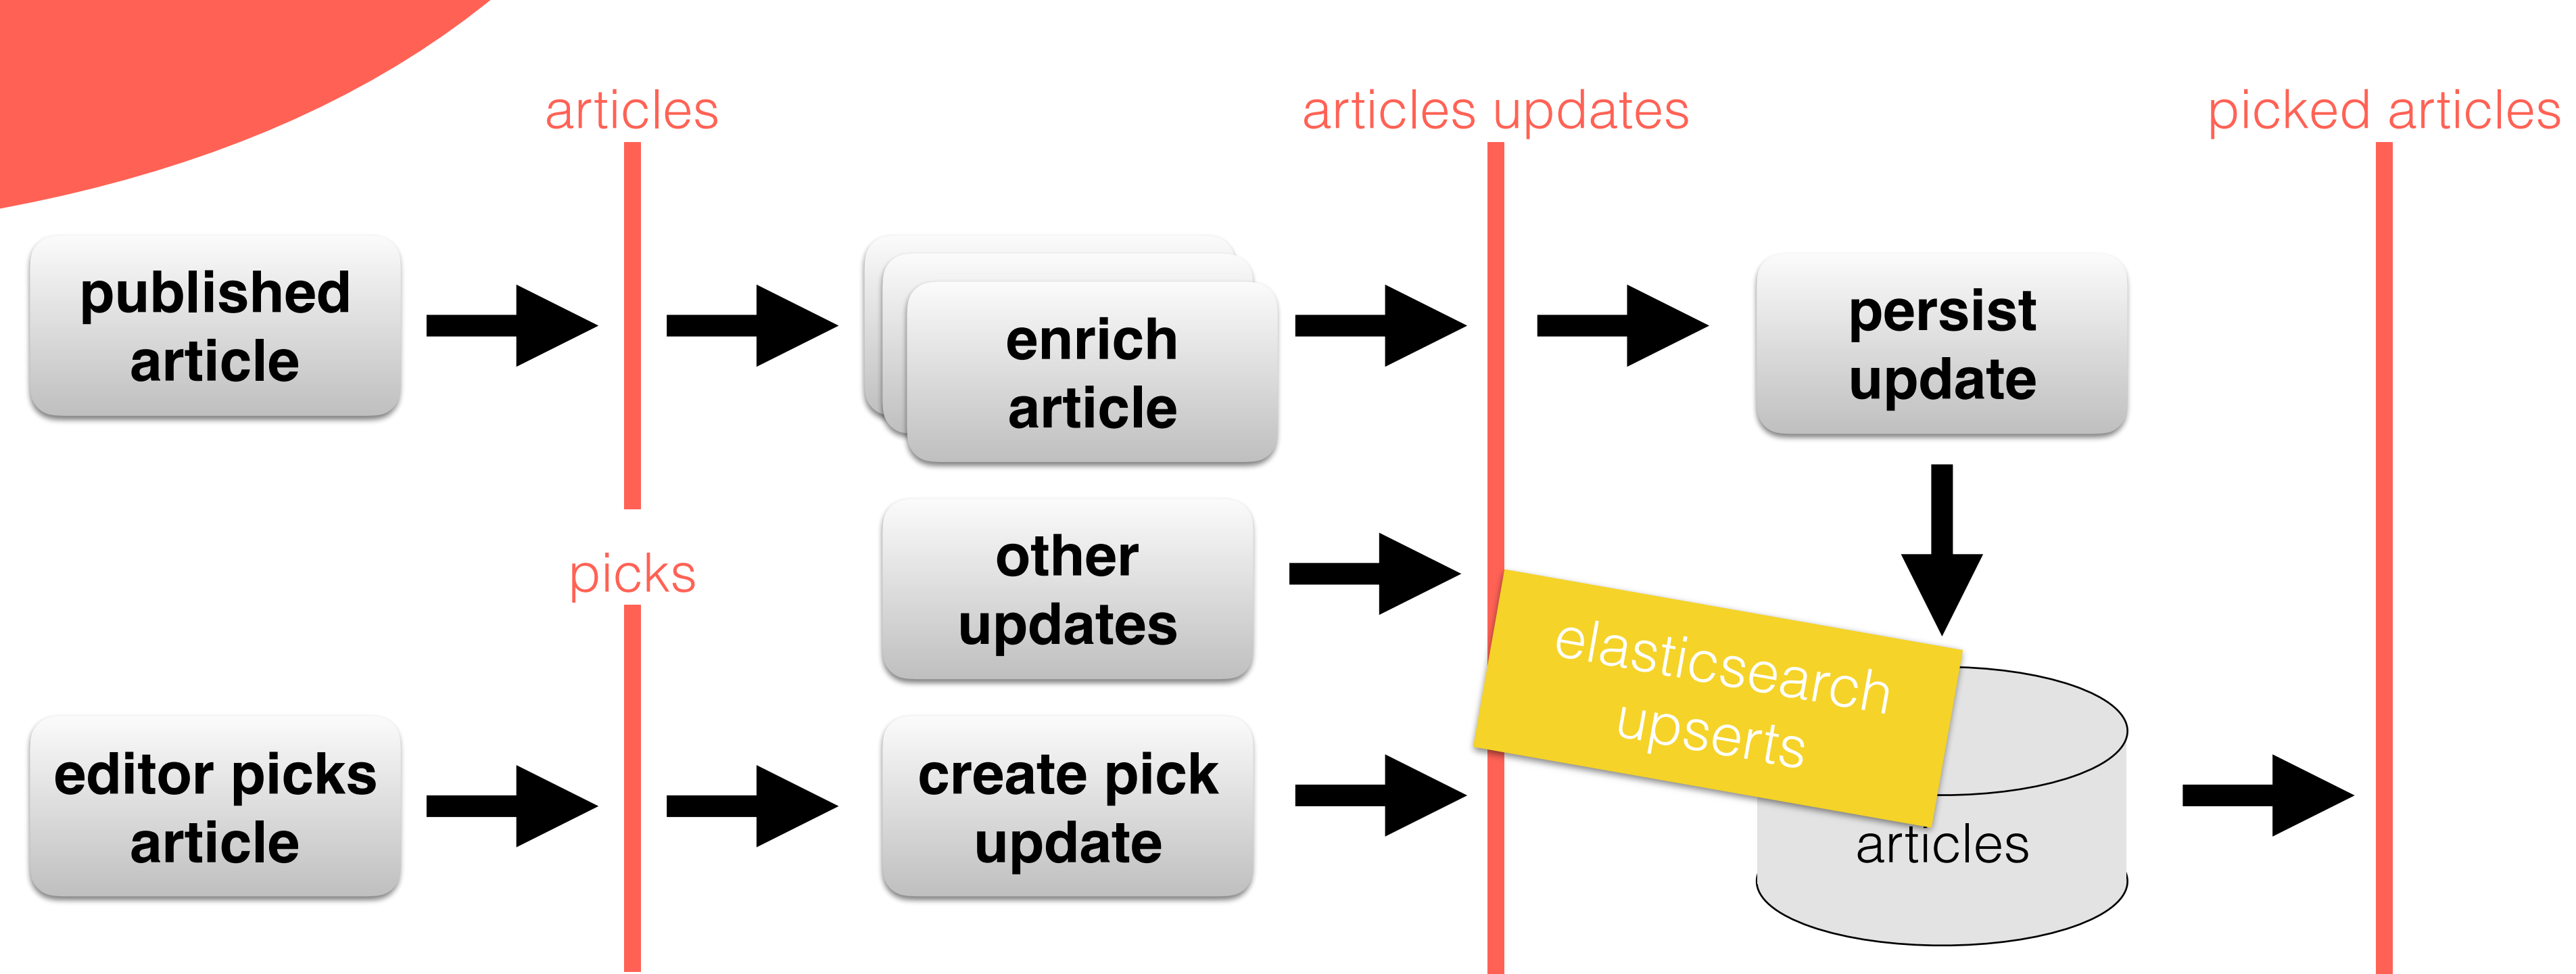 articles
articles updates
picked articles
published
article
enrich
article
persist
update
picks
other
updates
elasticsearch
upserts
editor picks
article
create pick
update
articles